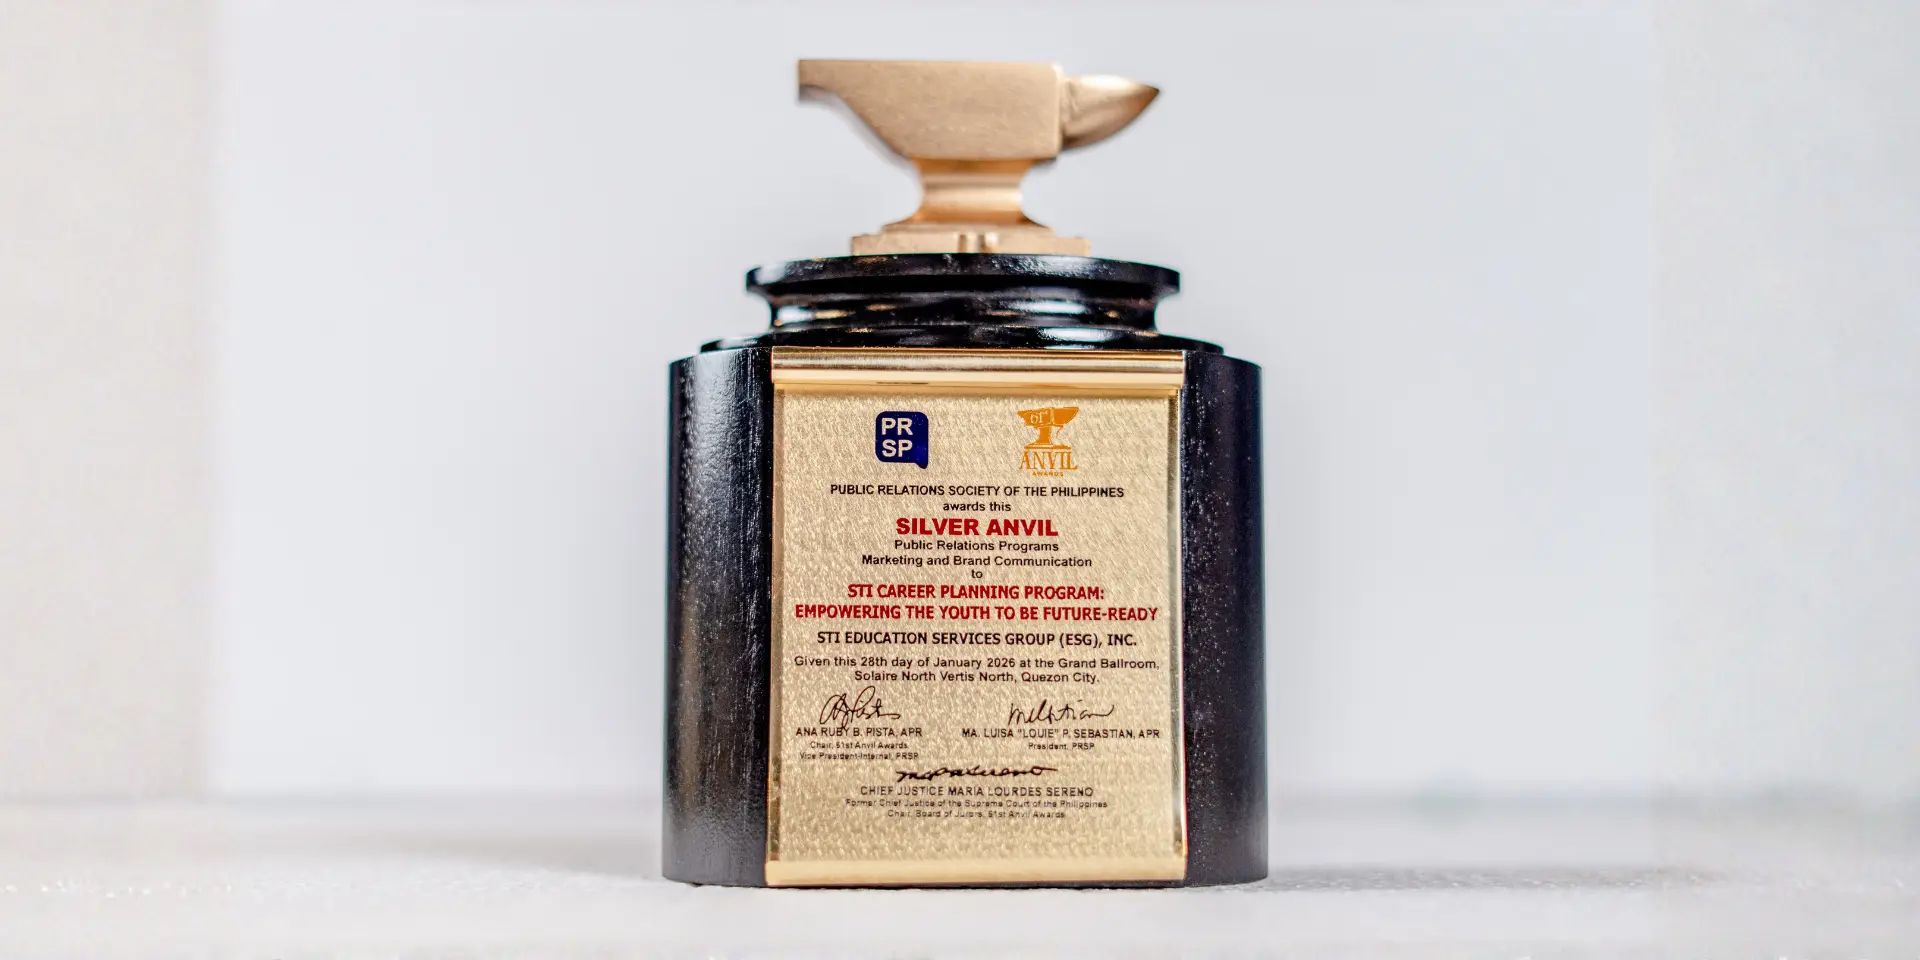 PR
SP
61st
ANVIL
AWARDS
PUBLIC RELATIONS SOCIETY OF THE PHILIPPINES
awards this
SILVER ANVIL
Public Relations Programs
Marketing and Brand Communication
to
STI CAREER PLANNING PROGRAM:
EMPOWERING THE YOUTH TO BE FUTURE-READY
STI EDUCATION SERVICES GROUP (ESG), INC.
Given this 28th day of January 2026 at the Grand Ballroom,
Solaire North Vertis North, Quezon City.
ANA RUBY B. PISTA, APR
Chair, 61st Anvil Awards
Vice President-Internal, PRSP
MA. LUISA "LOUIE" P. SEBASTIAN, APR
President, PRSP
CHIEF JUSTICE MARIA LOURDES SERENO
Former Chief Justice of the Supreme Court of the Philippines
Chair, Board of Jurors, 61st Anvil Awards